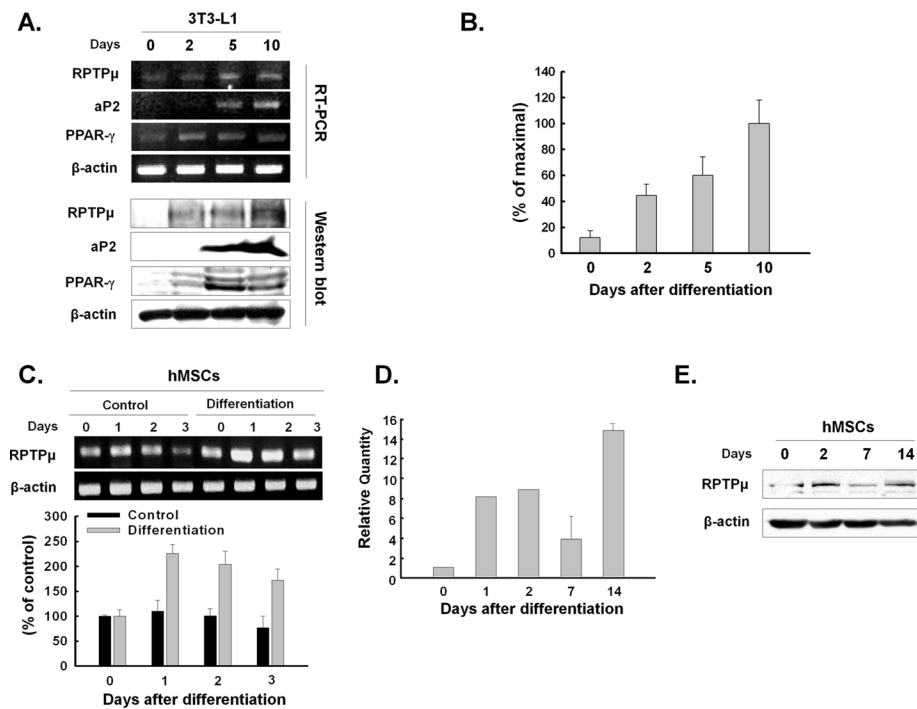 A.
3T3-L1
Days 0 2 5 10
RPTPµ
aP2
PPAR-γ
β-actin
RT-PCR
RPTPµ
aP2
PPAR-γ
β-actin
Western blot
B.
(% of maximal)
140
120
100
80
60
40
20
0
0 2 5 10
Days after differentiation
C.
hMSCs
Control Differentiation
Days 0 1 2 3 0 1 2 3
RPTPµ
β-actin
Control
Differentiation
(% of control)
300
250
200
150
100
50
0
0 1 2 3
Days after differentiation
D.
Relative Quantity
16
14
12
10
8
6
4
2
0
0 1 2 7 14
Days after differentiation
E.
hMSCs
Days 0 2 7 14
RPTPµ
β-actin